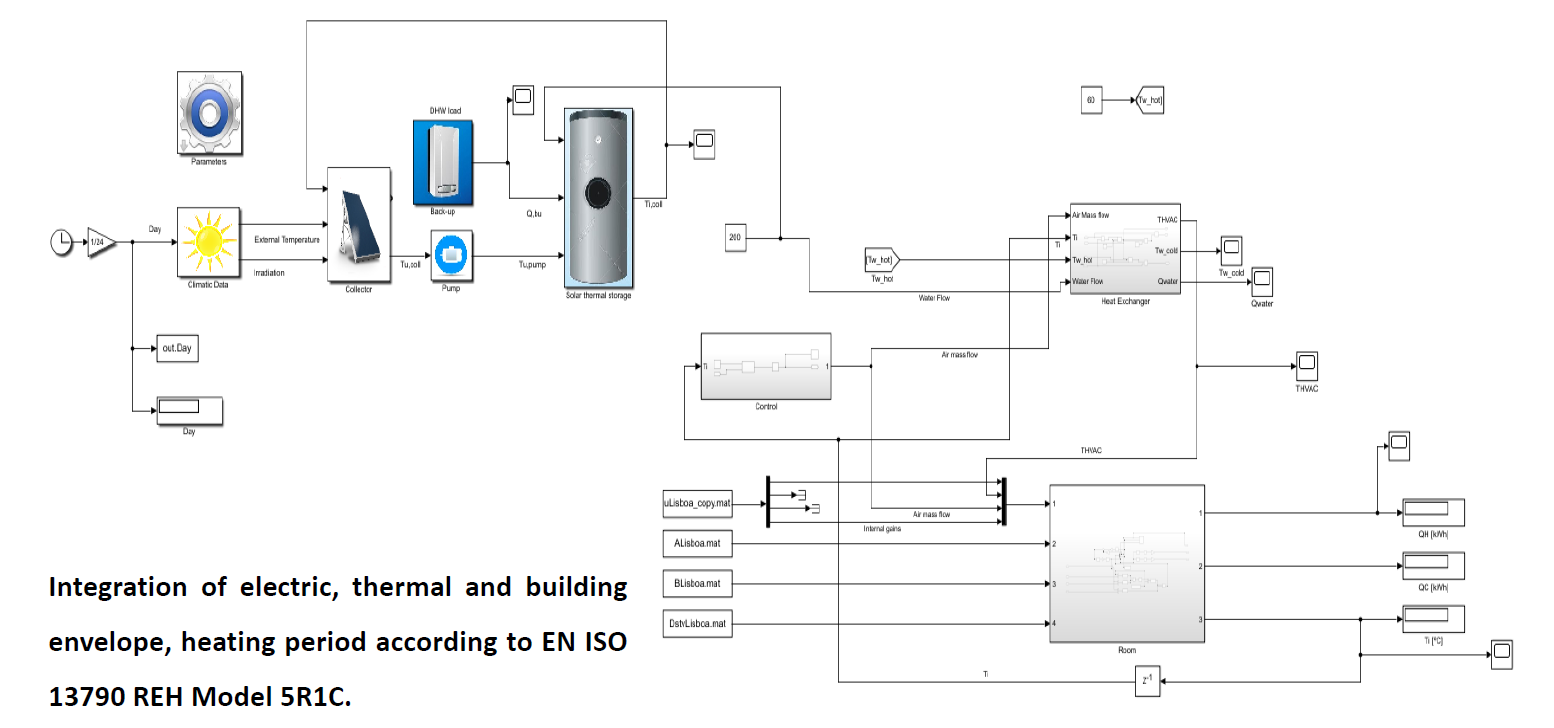 60
[Tw_hot]
DHW load
Parameters
Back-up
Q,bu
Ti,coll
Day
1/24
External Temperature
Irradiation
Climatic Data
Collector
Tu,coll
Pump
Tu,pump
Solar thermal storage
200
Air Mass flow
THVAC
Ti
Ti
Tw_cold
Tw_hot
Water Flow
Qwater
Heat Exchanger
Tw_cold
Qwater
[Tw_hot]
Tw_hot
Water Flow
out.Day
Day
Ti
1
Control
Air mass flow
THVAC
THVAC
uLisboa_copy.mat
Air mass flow
Internal gains
ALisboa.mat
BLisboa.mat
DstvLisboa.mat
1
2
3
4
1
2
3
Room
QH [kWh]
QC [kWh]
Ti [ºC]
Ti
z-1
Integration of electric, thermal and building
envelope, heating period according to EN ISO
13790 REH Model 5R1C.